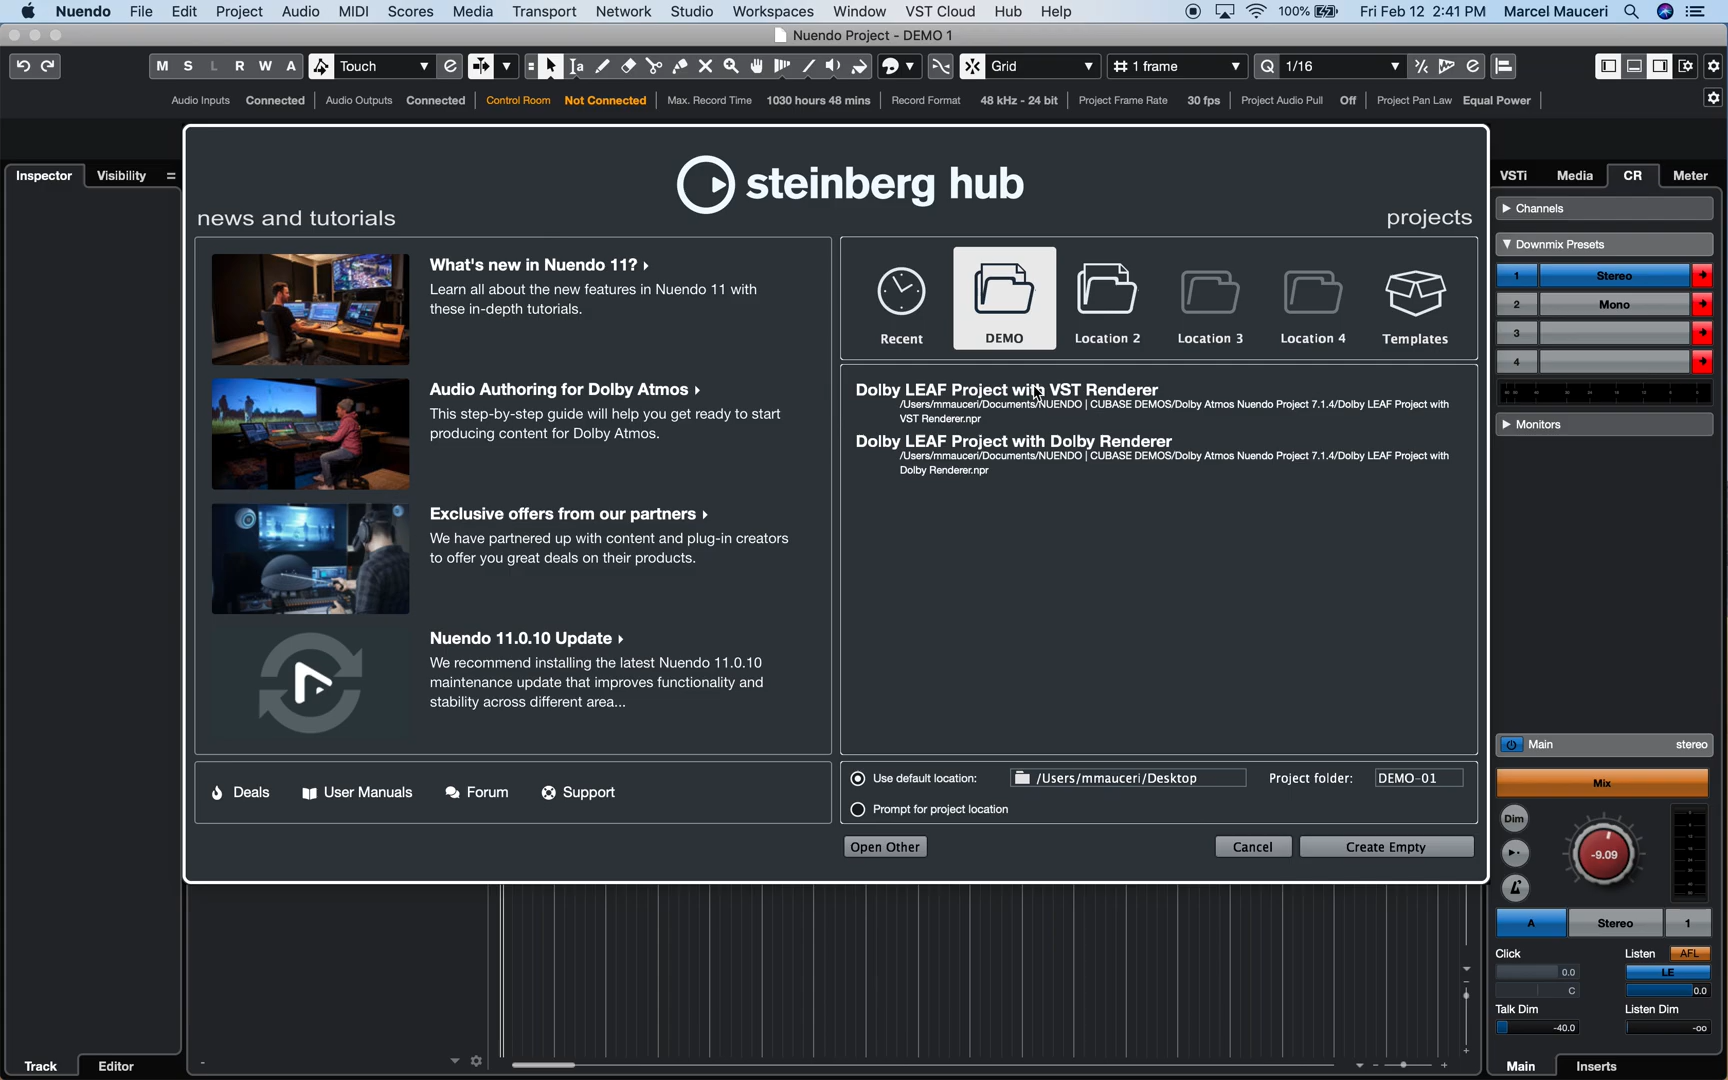 Nuendo File Edit Project Audio MIDI Scores Media Transport Network Studio Workspaces Window VST Cloud Hub Help 100% Fri Feb 12 2:41 PM Marcel Mauceri
Nuendo Project - DEMO 1
M S L R W A Touch Grid 1 frame Q 1/16
Audio Inputs Connected Audio Outputs Connected Control Room Not Connected Max. Record Time 1030 hours 48 mins Record Format 48 kHz - 24 bit Project Frame Rate 30 fps Project Audio Pull Off Project Pan Law Equal Power
Inspector Visibility
steinberg hub
news and tutorials
projects
What's new in Nuendo 11?
Learn all about the new features in Nuendo 11 with
these in-depth tutorials.
Audio Authoring for Dolby Atmos
This step-by-step guide will help you get ready to start
producing content for Dolby Atmos.
Exclusive offers from our partners
We have partnered up with content and plug-in creators
to offer you great deals on their products.
Nuendo 11.0.10 Update
We recommend installing the latest Nuendo 11.0.10
maintenance update that improves functionality and
stability across different area...
Deals User Manuals Forum Support
Recent DEMO Location 2 Location 3 Location 4 Templates
Dolby LEAF Project with VST Renderer
/Users/mmauceri/Documents/NUENDO | CUBASE DEMOS/Dolby Atmos Nuendo Project 7.1.4/Dolby LEAF Project with
VST Renderer.npr
Dolby LEAF Project with Dolby Renderer
/Users/mmauceri/Documents/NUENDO | CUBASE DEMOS/Dolby Atmos Nuendo Project 7.1.4/Dolby LEAF Project with
Dolby Renderer.npr
Use default location: /Users/mmauceri/Desktop Project folder: DEMO-01
Prompt for project location
Open Other Cancel Create Empty
VSTi Media CR Meter
Channels
Downmix Presets
1 Stereo
2 Mono
3
4
Monitors
Main stereo
Mix
Dim
-9.09
A Stereo 1
Click Listen AFL
0.0 LE
C 0.0
Talk Dim Listen Dim
-40.0 -oo
Track Editor
Main Inserts